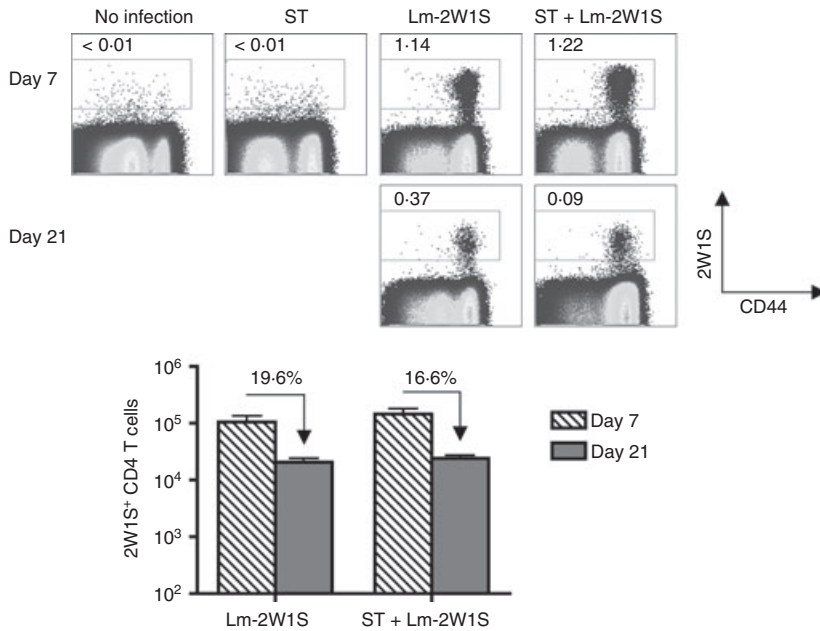 No infection ST Lm-2W1S ST + Lm-2W1S
Day 7
< 0·01 < 0·01 1·14 1·22
Day 21
0·37 0·09
2W1S
CD44
2W1S⁺ CD4 T cells
10⁶
10⁵
10⁴
10³
10²
19·6% 16·6%
Day 7
Day 21
Lm-2W1S ST + Lm-2W1S